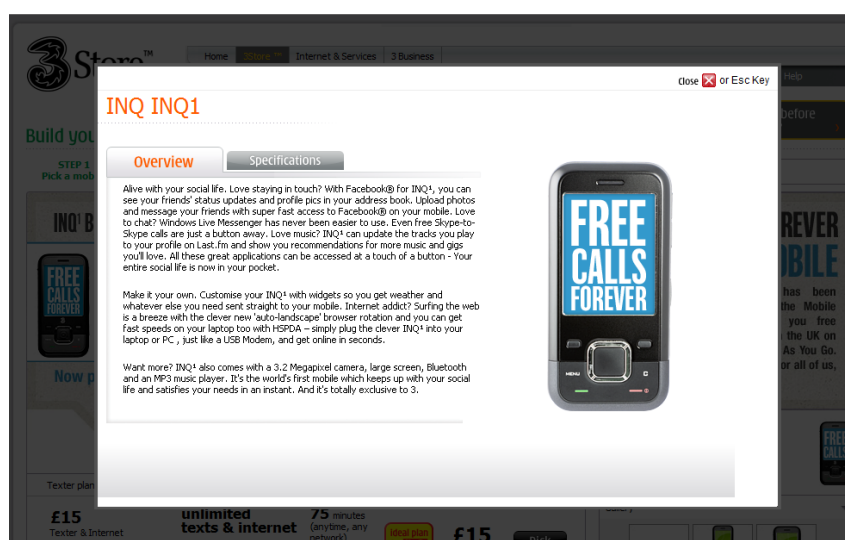 3Store™
Home 3Store™ Internet & Services 3 Business
Help
Close X or Esc Key
INQ INQ1
Overview Specifications
Alive with your social life. Love staying in touch? With Facebook® for INQ¹, you can
see your friends' status updates and profile pics in your address book. Upload photos
and message your friends with super fast access to Facebook® on your mobile. Love
to chat? Windows Live Messenger has never been easier to use. Even free Skype-to-
Skype calls are just a button away. Love music? INQ¹ can update the tracks you play
to your profile on Last.fm and show you recommendations for more music and gigs
you'll love. All these great applications can be accessed at a touch of a button - Your
entire social life is now in your pocket.
Make it your own. Customise your INQ¹ with widgets so you get weather and
whatever else you need sent straight to your mobile. Internet addict? Surfing the web
is a breeze with the clever new 'auto-landscape' browser rotation and you can get
fast speeds on your laptop too with HSPDA – simply plug the clever INQ¹ into your
laptop or PC , just like a USB Modem, and get online in seconds.
Want more? INQ¹ also comes with a 3.2 Megapixel camera, large screen, Bluetooth
and an MP3 music player. It's the world's first mobile which keeps up with your social
life and satisfies your needs in an instant. And it's totally exclusive to 3.
FREE
CALLS
FOREVER
MENU C
Build you
STEP 1
Pick a mob
INQ¹ B
FREE
CALLS
FOREVER
Now p
before
REVER
BILE
has been
the Mobile
you free
the UK on
As You Go.
or all of us,
FREE
Texter plan
£15
Texter & Internet
unlimited
texts & internet
75 minutes
(anytime, any
network)
ideal plan
£15